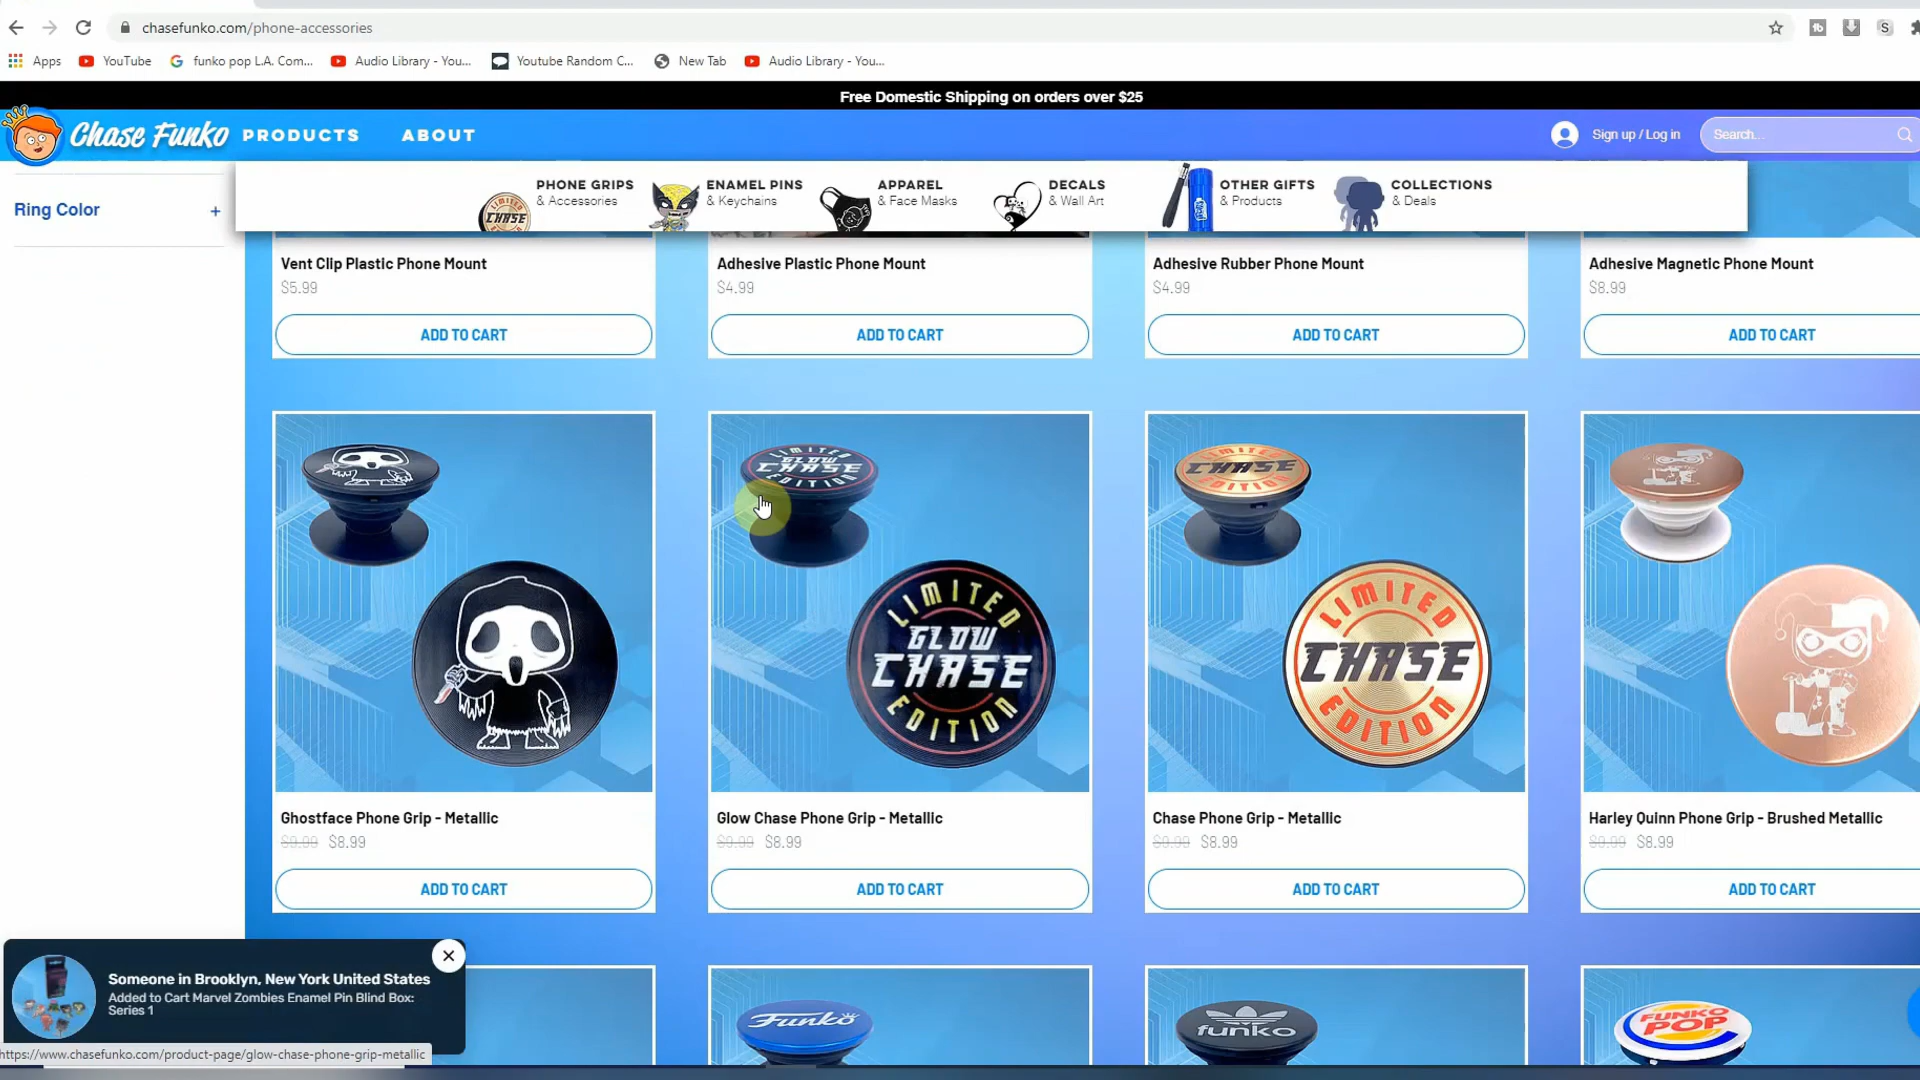 chasefunko.com/phone-accessories
Apps
YouTube
funko pop L.A. Com...
Audio Library - You...
Youtube Random C...
New Tab
Audio Library - You...
Free Domestic Shipping on orders over $25
Chase Funko
PRODUCTS
ABOUT
Sign up / Log in
Search...
PHONE GRIPS
& Accessories
ENAMEL PINS
& Keychains
APPAREL
& Face Masks
DECALS
& Wall Art
OTHER GIFTS
& Products
COLLECTIONS
& Deals
LIMITED
CHASE
Ring Color +
Vent Clip Plastic Phone Mount
$5.99
ADD TO CART
Adhesive Plastic Phone Mount
$4.99
ADD TO CART
Adhesive Rubber Phone Mount
$4.99
ADD TO CART
Adhesive Magnetic Phone Mount
$8.99
ADD TO CART
LIMITED
GLOW
CHASE
EDITION
LIMITED
GLOW
CHASE
EDITION
LIMITED
CHASE
EDITION
LIMITED
CHASE
EDITION
Ghostface Phone Grip - Metallic
$9.99 $8.99
ADD TO CART
Glow Chase Phone Grip - Metallic
$9.99 $8.99
ADD TO CART
Chase Phone Grip - Metallic
$9.99 $8.99
ADD TO CART
Harley Quinn Phone Grip - Brushed Metallic
$9.99 $8.99
ADD TO CART
Funko
funko
FUNKO
POP
Someone in Brooklyn, New York United States
Added to Cart Marvel Zombies Enamel Pin Blind Box:
Series 1
https://www.chasefunko.com/product-page/glow-chase-phone-grip-metallic